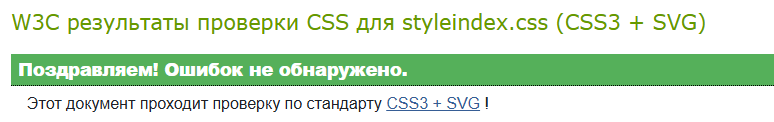 W3C результаты проверки CSS для styleindex.css (CSS3 + SVG)
Поздравляем! Ошибок не обнаружено.
Этот документ проходит проверку по стандарту CSS3 + SVG !